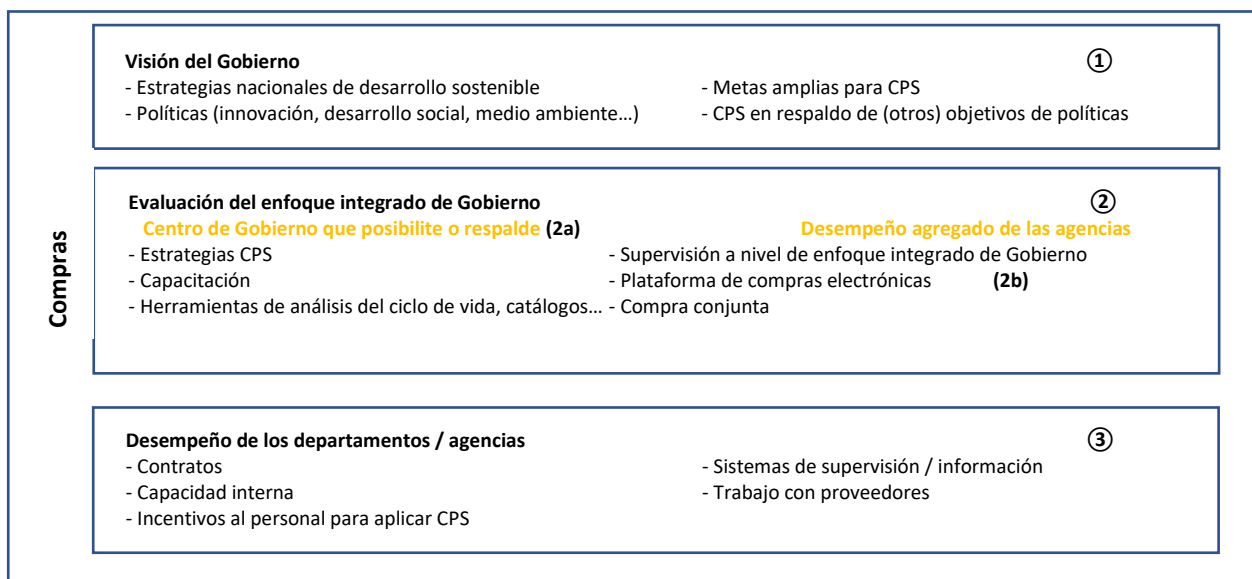 Compras
Visión del Gobierno ①
- Estrategias nacionales de desarrollo sostenible - Metas amplias para CPS
- Políticas (innovación, desarrollo social, medio ambiente…) - CPS en respaldo de (otros) objetivos de políticas
Evaluación del enfoque integrado de Gobierno ②
Centro de Gobierno que posibilite o respalde (2a) Desempeño agregado de las agencias
- Estrategias CPS - Supervisión a nivel de enfoque integrado de Gobierno
- Capacitación - Plataforma de compras electrónicas (2b)
- Herramientas de análisis del ciclo de vida, catálogos… - Compra conjunta
Desempeño de los departamentos / agencias ③
- Contratos - Sistemas de supervisión / información
- Capacidad interna - Trabajo con proveedores
- Incentivos al personal para aplicar CPS